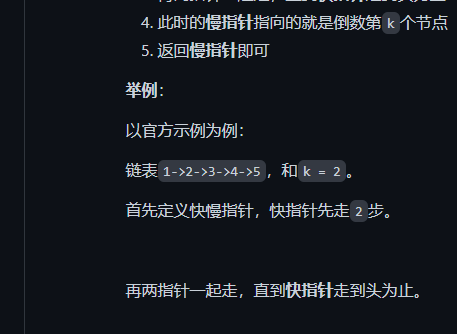 4. 此时的慢指针指向的就是倒数第 k 个节点
5. 返回慢指针即可
举例：
以官方示例为例：
链表 1->2->3->4->5 ，和 k = 2 。
首先定义快慢指针，快指针先走 2 步。
再两指针一起走，直到快指针走到头为止。